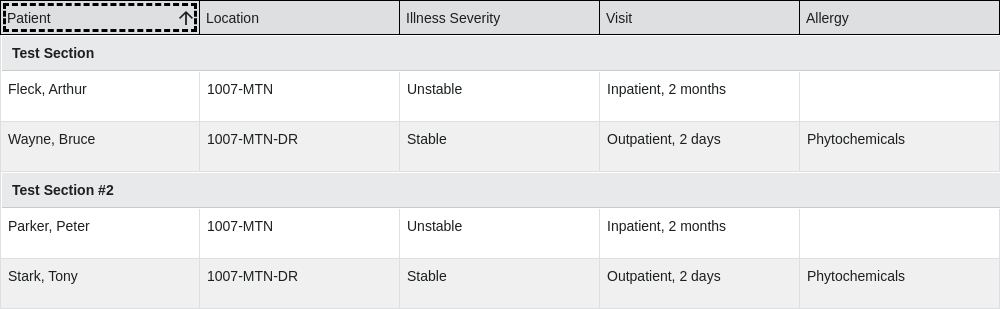 Patient Location Illness Severity Visit Allergy
Test Section
Fleck, Arthur 1007-MTN Unstable Inpatient, 2 months
Wayne, Bruce 1007-MTN-DR Stable Outpatient, 2 days Phytochemicals
Test Section #2
Parker, Peter 1007-MTN Unstable Inpatient, 2 months
Stark, Tony 1007-MTN-DR Stable Outpatient, 2 days Phytochemicals